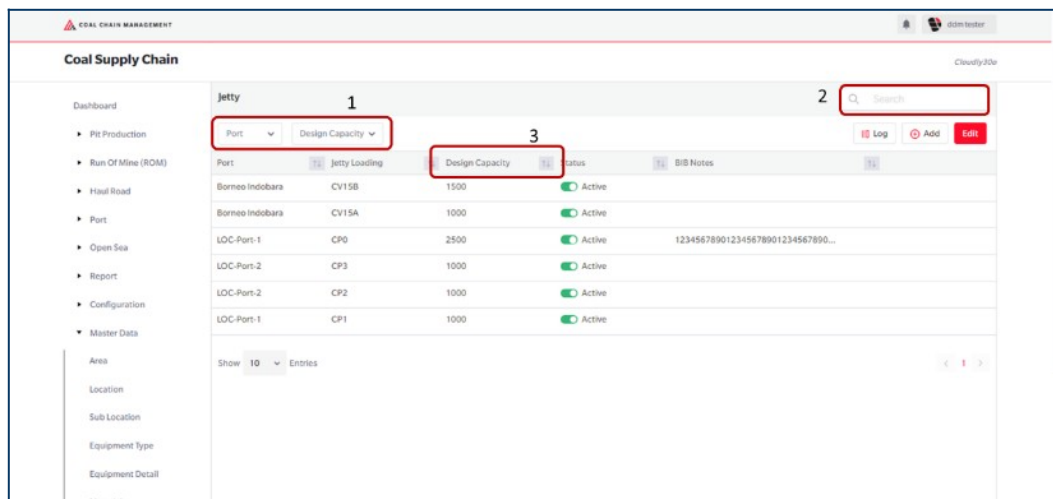 COAL CHAIN MANAGEMENT
ddm tester
Coal Supply Chain
Cloudly30o
Dashboard
Pit Production
Run Of Mine (ROM)
Haul Road
Port
Open Sea
Report
Configuration
Master Data
Area
Location
Sub Location
Equipment Type
Equipment Detail
Jetty
1
2
Search
Port Design Capacity
3
Log Add Edit
Port Jetty Loading Design Capacity Status BIB Notes
Borneo Indobara CV15B 1500 Active
Borneo Indobara CV15A 1000 Active
LOC-Port-1 CP0 2500 Active 123456789012345678901234567890...
LOC-Port-2 CP3 1000 Active
LOC-Port-2 CP2 1000 Active
LOC-Port-1 CP1 1000 Active
Show 10 Entries
1